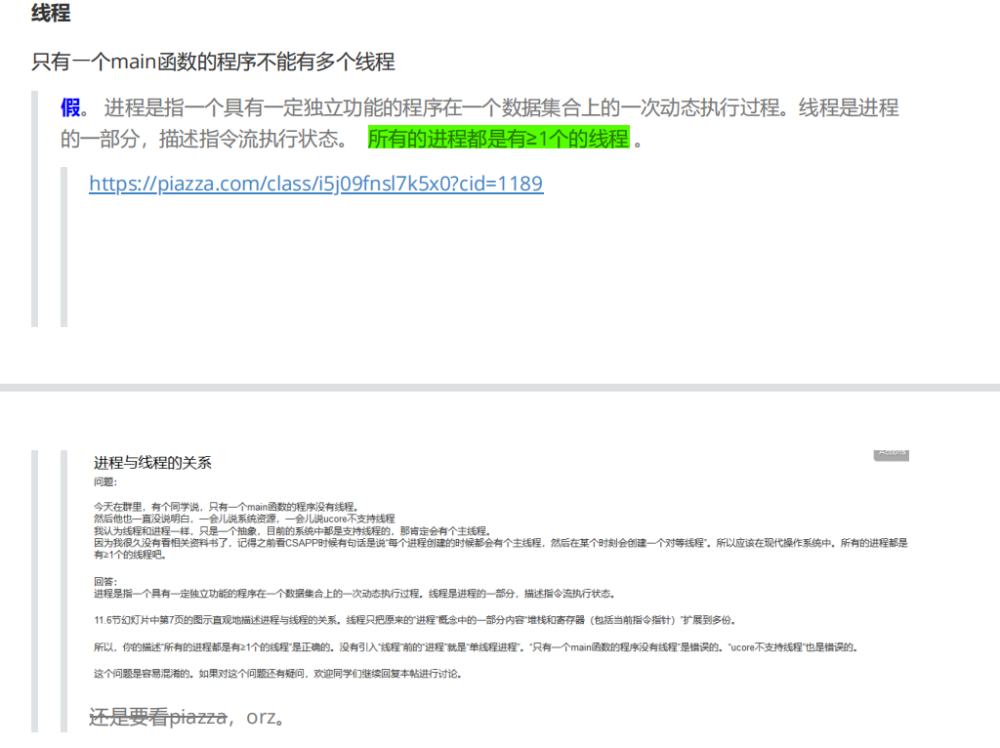 线程
只有一个main函数的程序不能有多个线程
假。 进程是指一个具有一定独立功能的程序在一个数据集合上的一次动态执行过程。线程是进程
的一部分，描述指令流执行状态。 所有的进程都是有≥1个的线程 。
https://piazza.com/class/i5j09fnsl7k5x0?cid=1189
进程与线程的关系
Actions
问题：
今天在群里，有个同学说，只有一个main函数的程序没有线程。
然后他也一直没说明白，一会儿说系统资源，一会儿说ucore不支持线程
我认为线程和进程一样，只是一个抽象，目前的系统中都是支持线程的，那肯定会有个主线程。
因为我很久没有看相关资料书了，记得之前看CSAPP时候有句话是说“每个进程创建的时候都会有个主线程，然后在某个时刻会创建一个对等线程”。所以应该在现代操作系统中。所有的进程都是
有≥1个的线程吧。
回答：
进程是指一个具有一定独立功能的程序在一个数据集合上的一次动态执行过程。线程是进程的一部分，描述指令流执行状态。
11.6节幻灯片中第7页的图示直观地描述进程与线程的关系。线程只把原来的“进程”概念中的一部分内容“堆栈和寄存器（包括当前指令指针）”扩展到多份。
所以，你的描述“所有的进程都是有≥1个的线程”是正确的。没有引入“线程”前的“进程”就是“单线程进程”。“只有一个main函数的程序没有线程”是错误的。“ucore不支持线程”也是错误的。
这个问题是容易混淆的。如果对这个问题还有疑问，欢迎同学们继续回复本帖进行讨论。
还是要看piazza，orz。